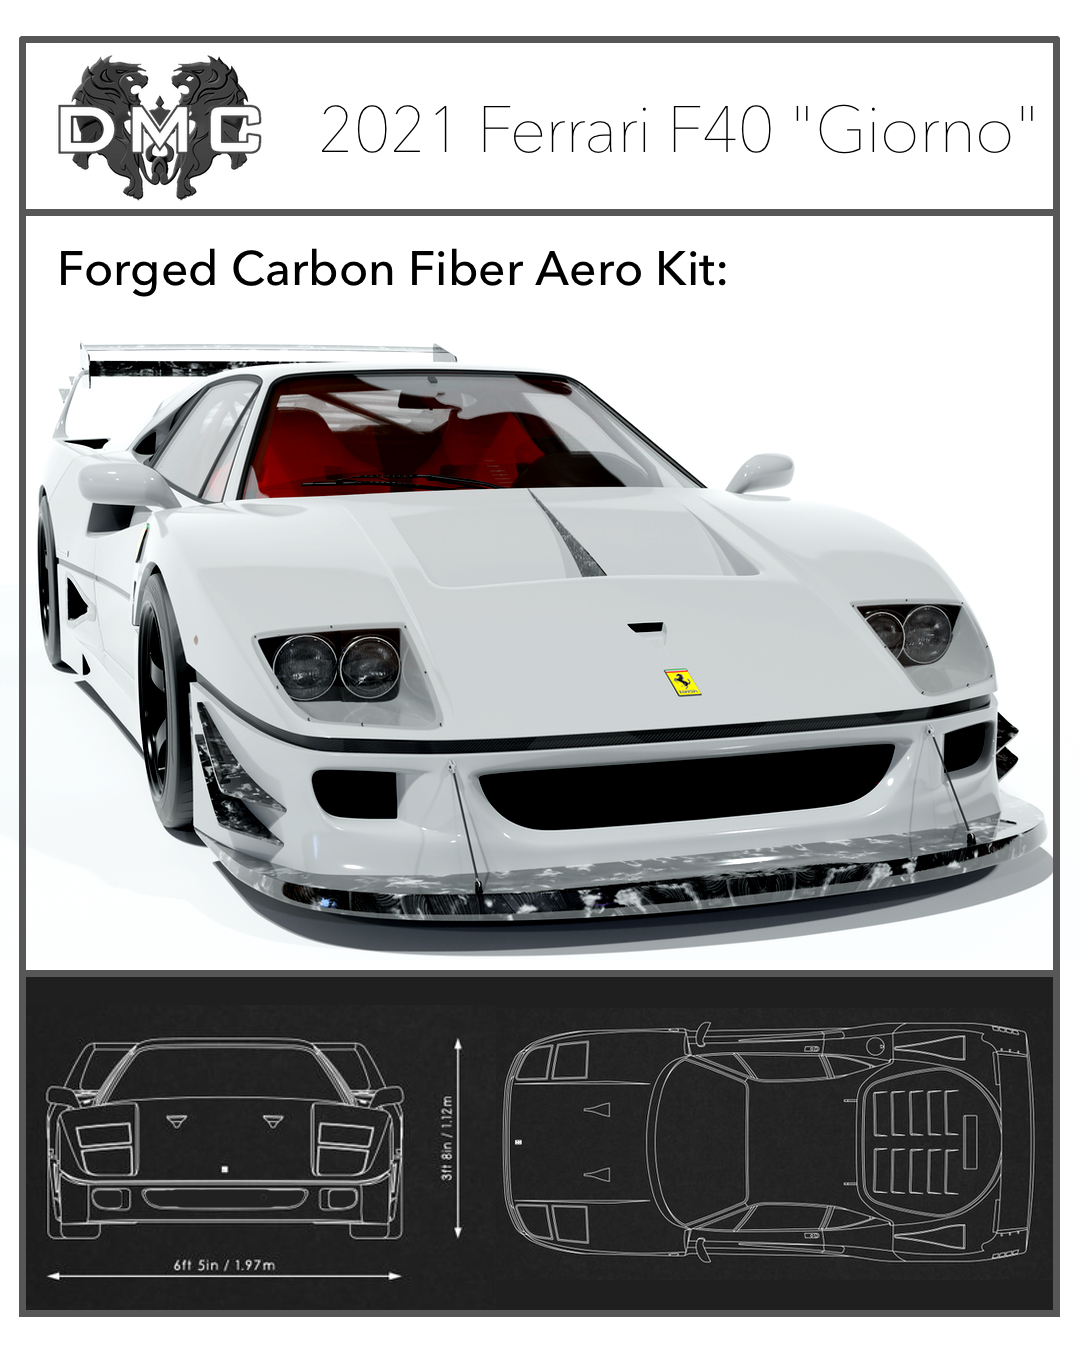 DMC
2021 Ferrari F40 "Giorno"
Forged Carbon Fiber Aero Kit:
3ft 8in / 1.12m
6ft 5in / 1.97m